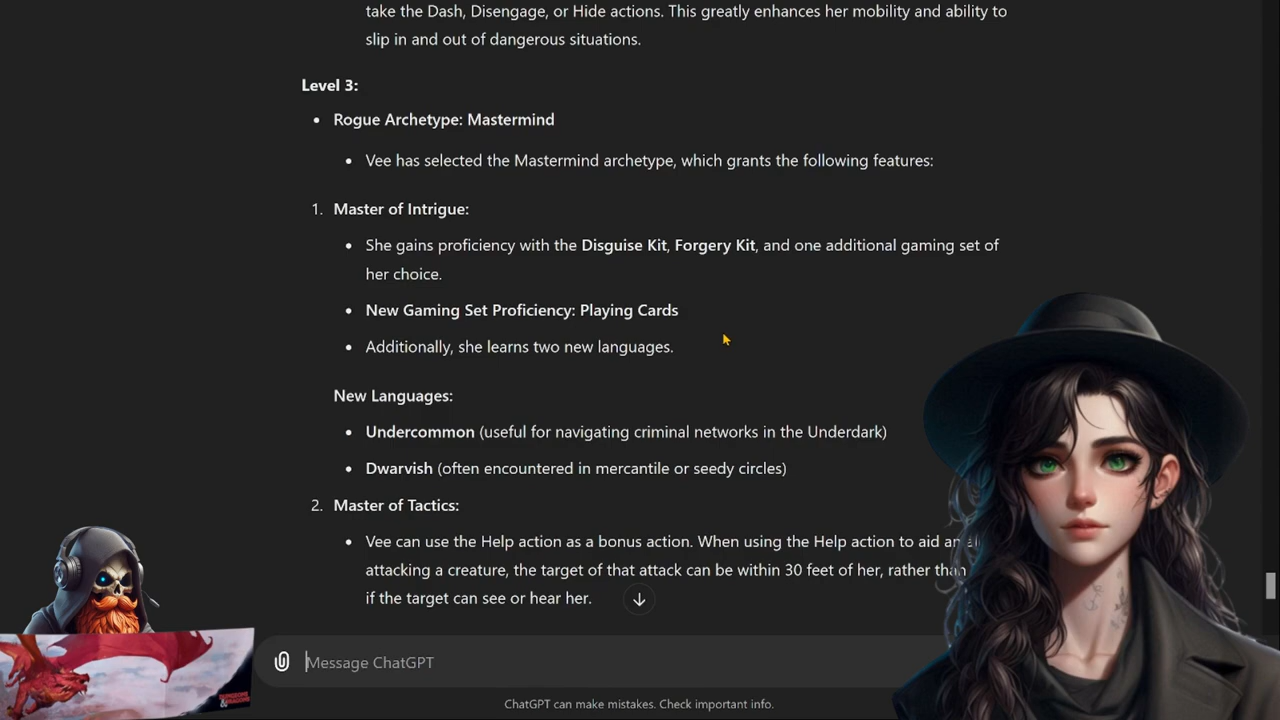 take the Dash, Disengage, or Hide actions. This greatly enhances her mobility and ability to
slip in and out of dangerous situations.
Level 3:
• Rogue Archetype: Mastermind
• Vee has selected the Mastermind archetype, which grants the following features:
1. Master of Intrigue:
• She gains proficiency with the Disguise Kit, Forgery Kit, and one additional gaming set of
her choice.
• New Gaming Set Proficiency: Playing Cards
• Additionally, she learns two new languages.
New Languages:
• Undercommon (useful for navigating criminal networks in the Underdark)
• Dwarvish (often encountered in mercantile or seedy circles)
2. Master of Tactics:
• Vee can use the Help action as a bonus action. When using the Help action to aid an
attacking a creature, the target of that attack can be within 30 feet of her, rather than
if the target can see or hear her.
Message ChatGPT
ChatGPT can make mistakes. Check important info.
DUNGEONS
& DRAGONS